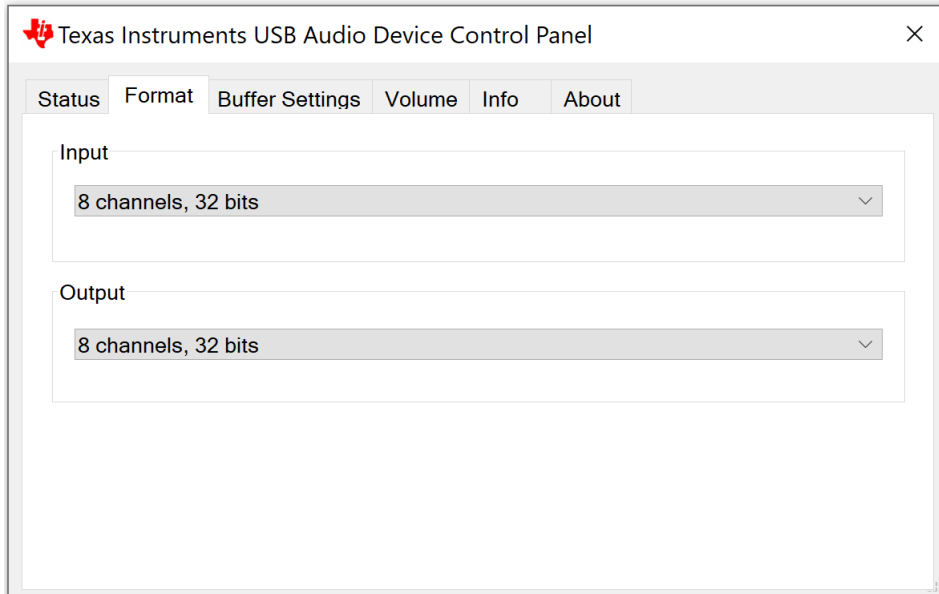 Texas Instruments USB Audio Device Control Panel
Status Format Buffer Settings Volume Info About
Input
8 channels, 32 bits
Output
8 channels, 32 bits